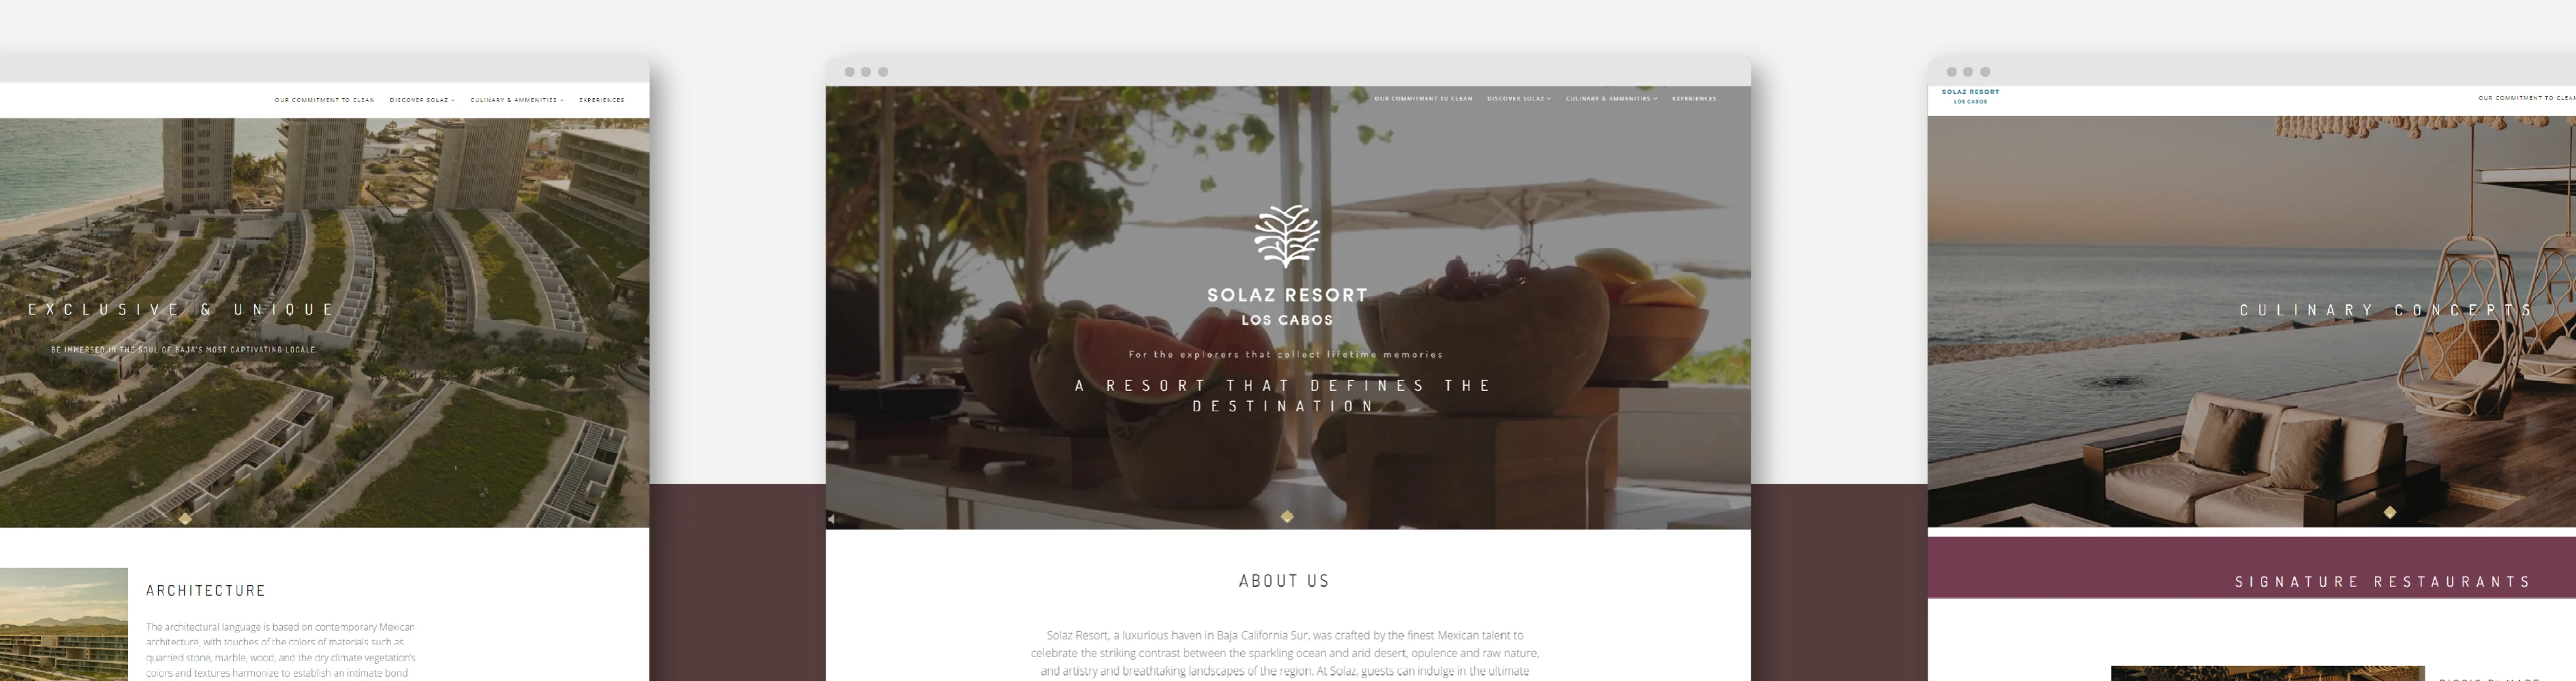 OUR COMMITMENT TO CLEAN DISCOVER SOLAZ CULINARY & AMMENITIES EXPERIENCES
EXCLUSIVE & UNIQUE
BE IMMERSED IN THE SOUL OF BAJA'S MOST CAPTIVATING LOCALE.
ARCHITECTURE
The architectural language is based on contemporary Mexican
architecture, with touches of the colors of materials such as
quarried stone, marble, wood, and the dry climate vegetation's
colors and textures harmonize to establish an intimate bond
OUR COMMITMENT TO CLEAN DISCOVER SOLAZ CULINARY & AMMENITIES EXPERIENCES
SOLAZ RESORT
LOS CABOS
For the explorers that collect lifetime memories
A RESORT THAT DEFINES THE
DESTINATION
ABOUT US
Solaz Resort, a luxurious haven in Baja California Sur, was crafted by the finest Mexican talent to
celebrate the striking contrast between the sparkling ocean and arid desert, opulence and raw nature,
and artistry and breathtaking landscapes of the region. At Solaz, guests can indulge in the ultimate
SOLAZ RESORT
LOS CABOS
OUR COMMITMENT TO CLEAN
CULINARY CONCEPTS
SIGNATURE RESTAURANTS